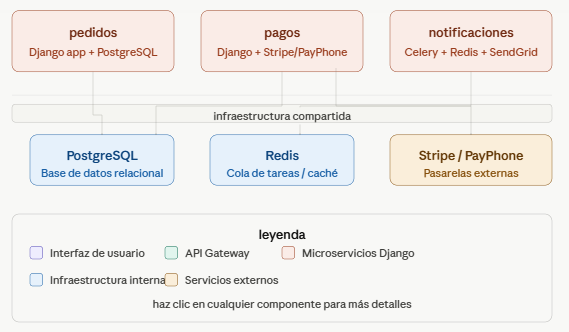 pedidos
Django app + PostgreSQL
pagos
Django + Stripe/PayPhone
notificaciones
Celery + Redis + SendGrid
infraestructura compartida
PostgreSQL
Base de datos relacional
Redis
Cola de tareas / caché
Stripe / PayPhone
Pasarelas externas
leyenda
Interfaz de usuario
API Gateway
Microservicios Django
Infraestructura interna
Servicios externos
haz clic en cualquier componente para más detalles